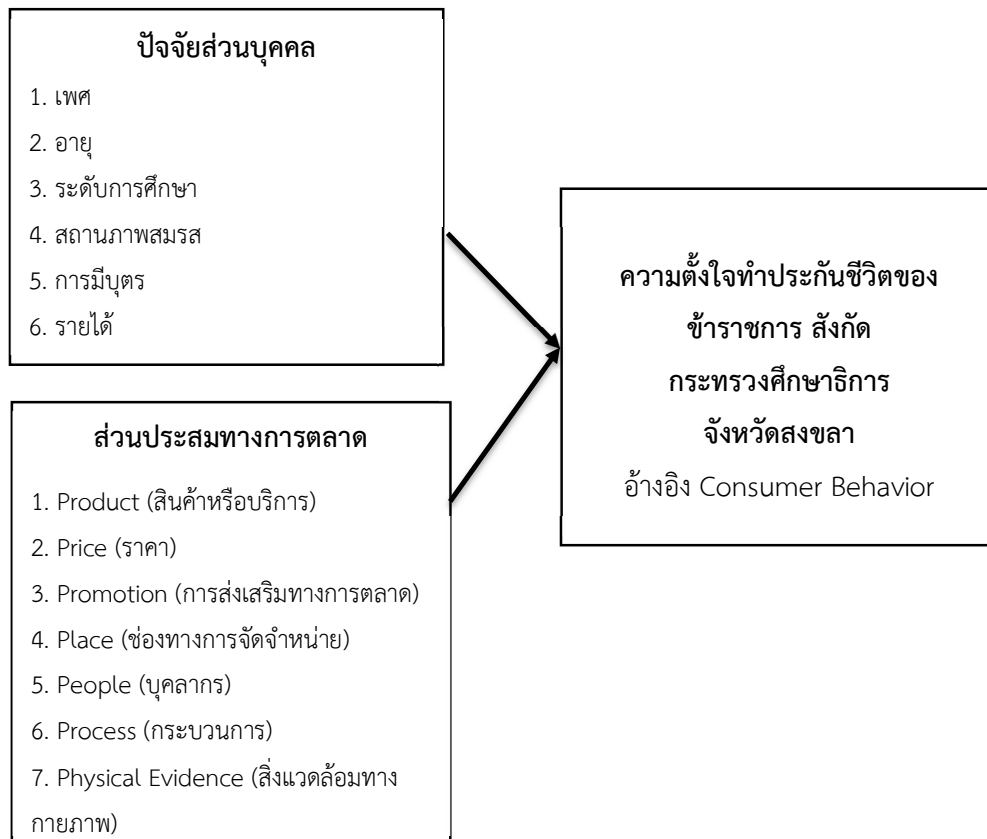 ปัจจัยส่วนบุคคล
1. เพศ
2. อายุ
3. ระดับการศึกษา
4. สถานภาพสมรส
5. การมีบุตร
6. รายได้
ส่วนประสมทางการตลาด
1. Product (สินค้าหรือบริการ)
2. Price (ราคา)
3. Promotion (การส่งเสริมทางการตลาด)
4. Place (ช่องทางการจัดจำหน่าย)
5. People (บุคลากร)
6. Process (กระบวนการ)
7. Physical Evidence (สิ่งแวดล้อมทาง
กายภาพ)
ความตั้งใจทำประกันชีวิตของ
ข้าราชการ สังกัด
กระทรวงศึกษาธิการ
จังหวัดสงขลา
อ้างอิง Consumer Behavior